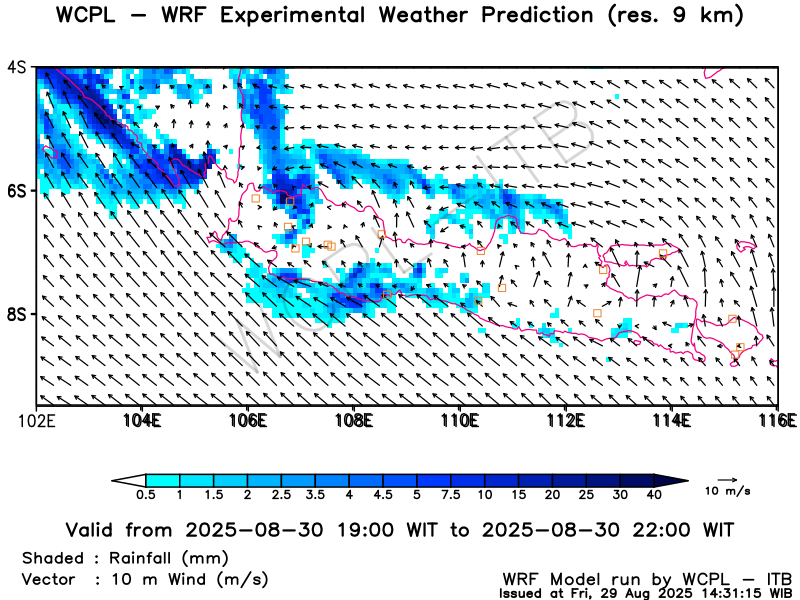 WCPL − WRF Experimental Weather Prediction (res. 9 km)
4S
6S
8S
102E 104E 106E 108E 110E 112E 114E 116E
WCPL ITB
0.5 1 1.5 2 2.5 3.5 4 4.5 5 7.5 10 15 20 25 30 40
10 m/s
Valid from 2025−08−30 19:00 WIT to 2025−08−30 22:00 WIT
Shaded : Rainfall (mm)
Vector : 10 m Wind (m/s)
WRF Model run by WCPL − ITB
Issued at Fri, 29 Aug 2025 14:31:15 WIB